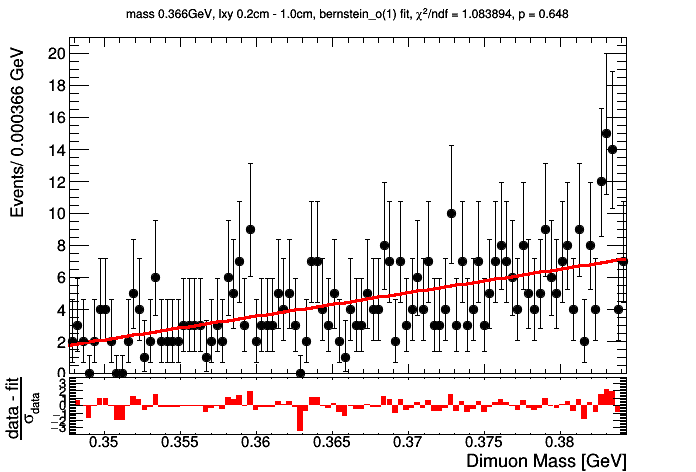 mass 0.366GeV, lxy 0.2cm - 1.0cm, bernstein_o(1) fit, χ²/ndf = 1.083894, p = 0.648
Events/ 0.000366 GeV
20
18
16
14
12
10
8
6
4
2
0
data - fit
σdata
3
2
1
0
−2
−3
0.35 0.355 0.36 0.365 0.37 0.375 0.38
Dimuon Mass [GeV]